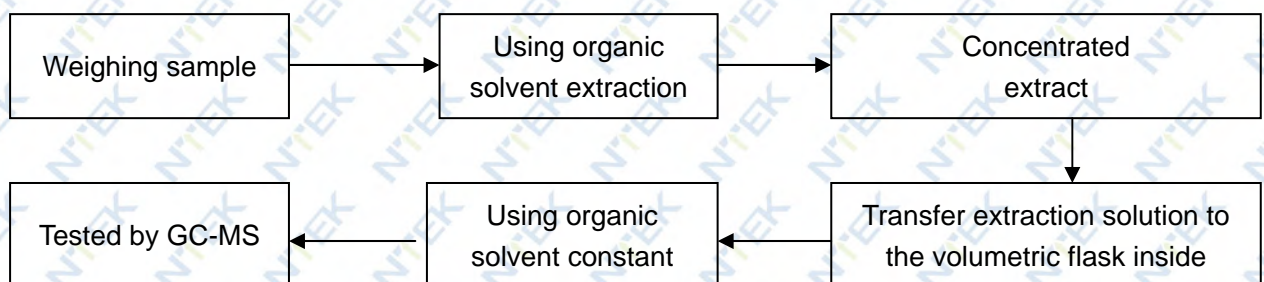 Weighing sample
Using organic
solvent extraction
Concentrated
extract
Transfer extraction solution to
the volumetric flask inside
Using organic
solvent constant
Tested by GC-MS
NTEK